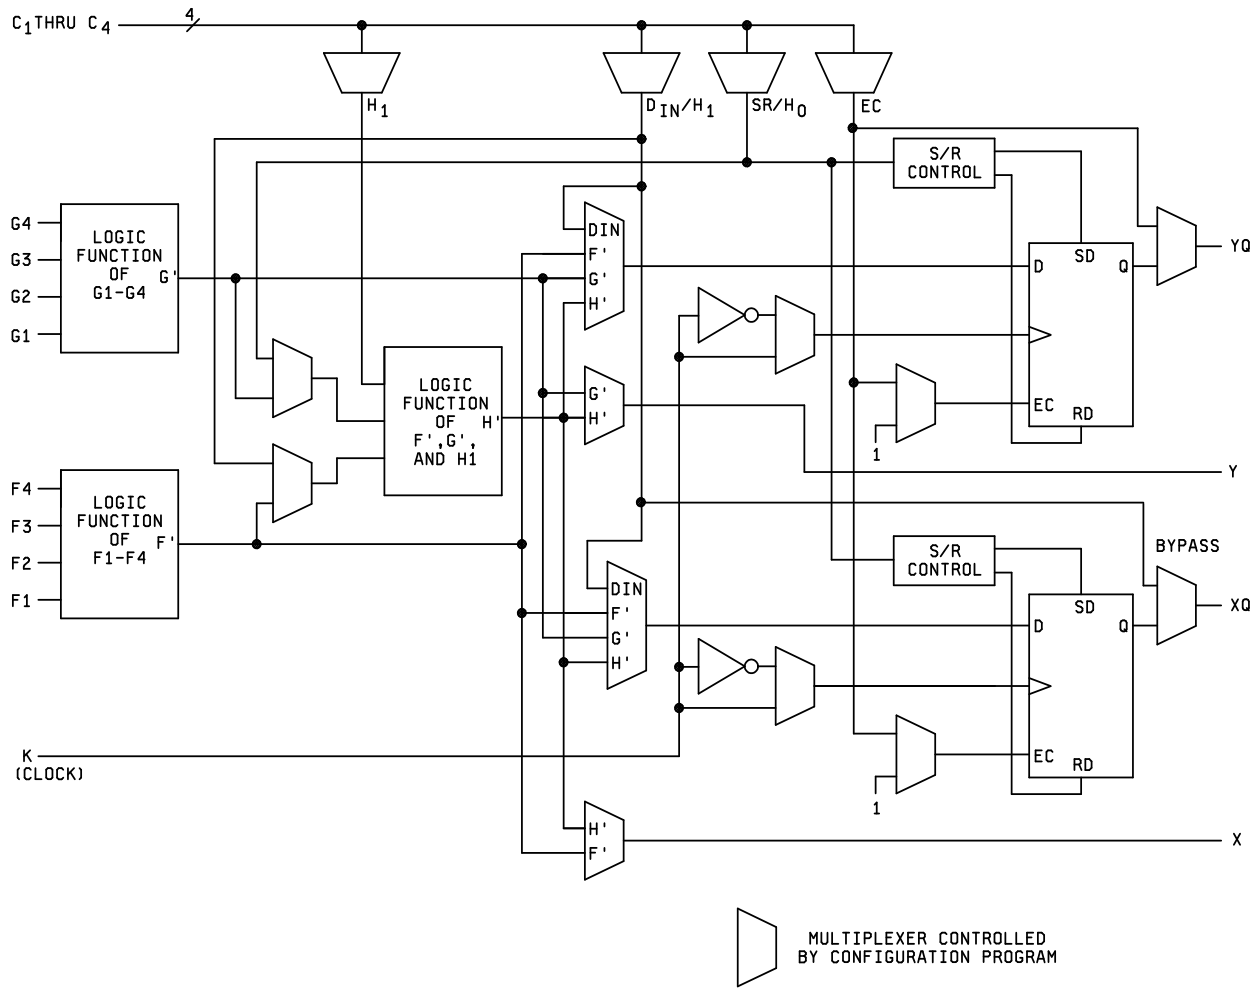 C1 THRU C4
4
H1
DIN/H1
SR/H0
EC
S/R
CONTROL
G4
G3
G2
G1
LOGIC
FUNCTION
OF
G1-G4
G'
DIN
F'
G'
H'
D
SD
Q
EC
RD
YQ
1
LOGIC
FUNCTION
OF
F',G',
AND H1
H'
G'
H'
Y
F4
F3
F2
F1
LOGIC
FUNCTION
OF
F1-F4
F'
S/R
CONTROL
BYPASS
DIN
F'
G'
H'
D
SD
Q
EC
RD
XQ
1
K
(CLOCK)
H'
F'
X
MULTIPLEXER CONTROLLED
BY CONFIGURATION PROGRAM